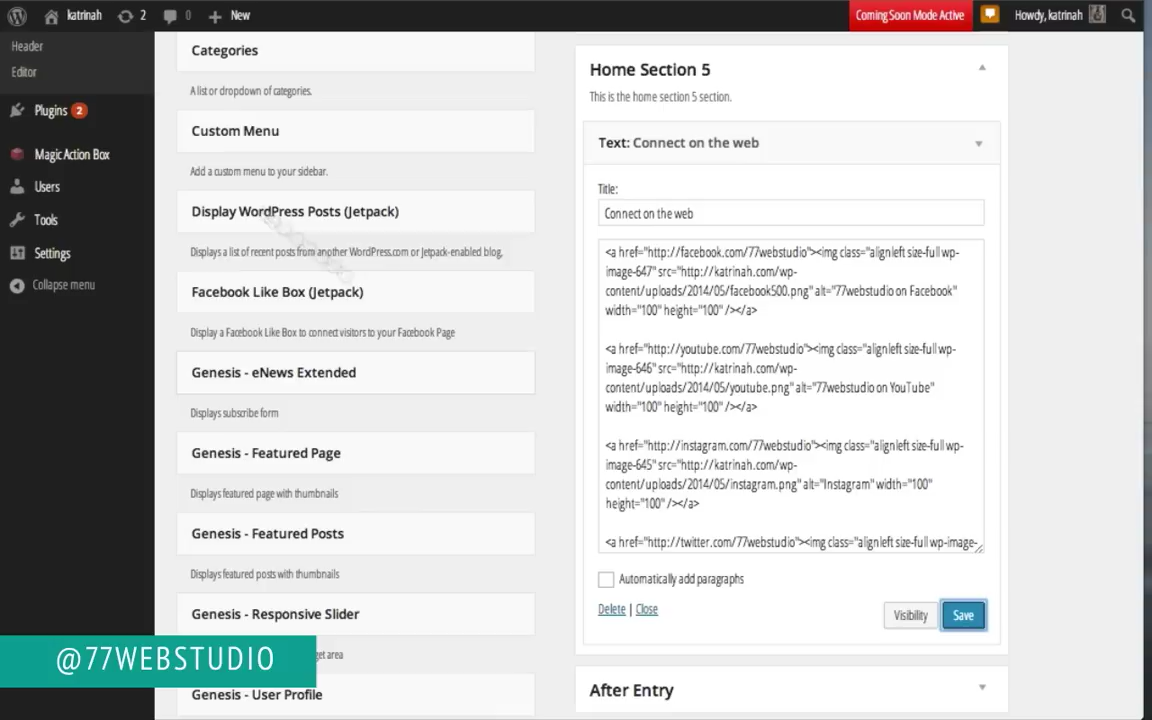 katrinah 2 0 New
Coming Soon Mode Active
Howdy, katrinah
Header
Editor
Plugins 2
Magic Action Box
Users
Tools
Settings
Collapse menu
Categories
A list or dropdown of categories.
Custom Menu
Add a custom menu to your sidebar.
Display WordPress Posts (Jetpack)
Displays a list of recent posts from another WordPress.com or Jetpack-enabled blog.
Facebook Like Box (Jetpack)
Display a Facebook Like Box to connect visitors to your Facebook Page
Genesis - eNews Extended
Displays subscribe form
Genesis - Featured Page
Displays featured page with thumbnails
Genesis - Featured Posts
Displays featured posts with thumbnails
Genesis - Responsive Slider
get area
Genesis - User Profile
Home Section 5
This is the home section 5 section.
Text: Connect on the web
Title:
Connect on the web
<a href="http://facebook.com/77webstudio"><img class="alignleft size-full wp-
image-647" src="http://katrinah.com/wp-
content/uploads/2014/05/facebook500.png" alt="77webstudio on Facebook"
width="100" height="100" /></a>
<a href="http://youtube.com/77webstudio"><img class="alignleft size-full wp-
image-646" src="http://katrinah.com/wp-
content/uploads/2014/05/youtube.png" alt="77webstudio on YouTube"
width="100" height="100" /></a>
<a href="http://instagram.com/77webstudio"><img class="alignleft size-full wp-
image-645" src="http://katrinah.com/wp-
content/uploads/2014/05/instagram.png" alt="Instagram" width="100"
height="100" /></a>
<a href="http://twitter.com/77webstudio"><img class="alignleft size-full wp-image-
Automatically add paragraphs
Delete | Close
Visibility
Save
After Entry
@77WEBSTUDIO